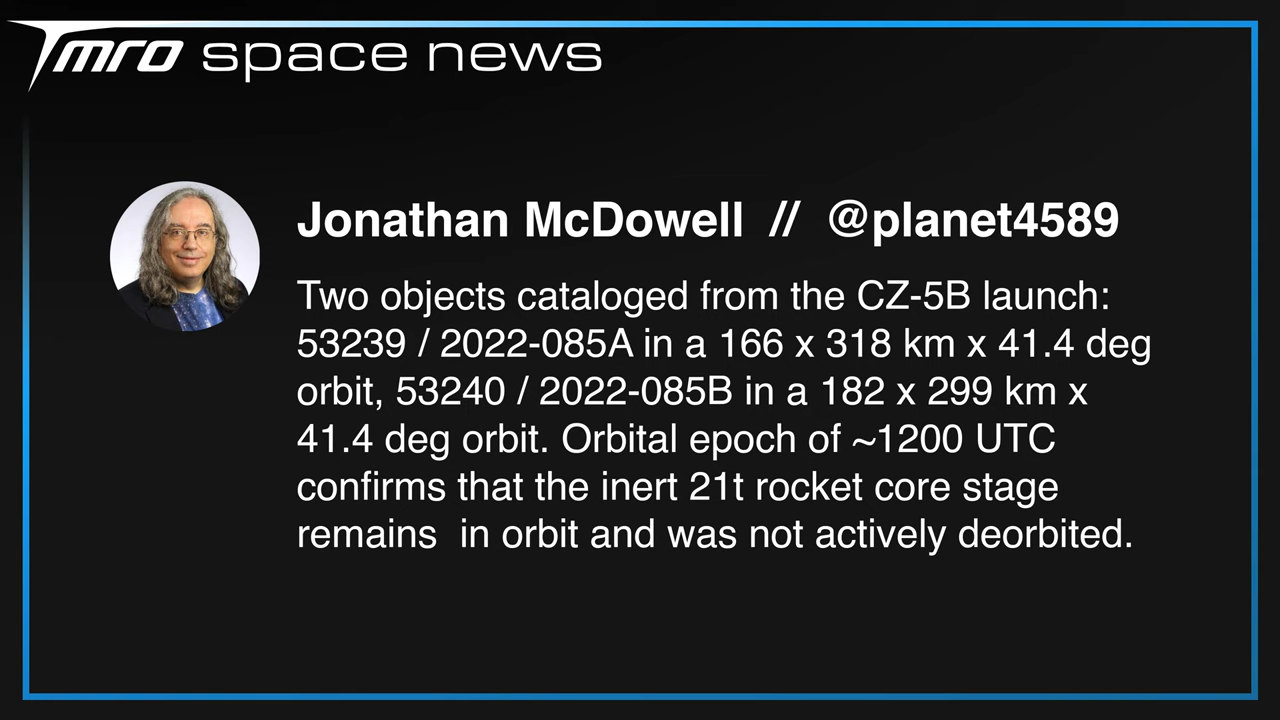 TMRO space news
Jonathan McDowell // @planet4589
Two objects cataloged from the CZ-5B launch:
53239 / 2022-085A in a 166 x 318 km x 41.4 deg
orbit, 53240 / 2022-085B in a 182 x 299 km x
41.4 deg orbit. Orbital epoch of ~1200 UTC
confirms that the inert 21t rocket core stage
remains  in orbit and was not actively deorbited.